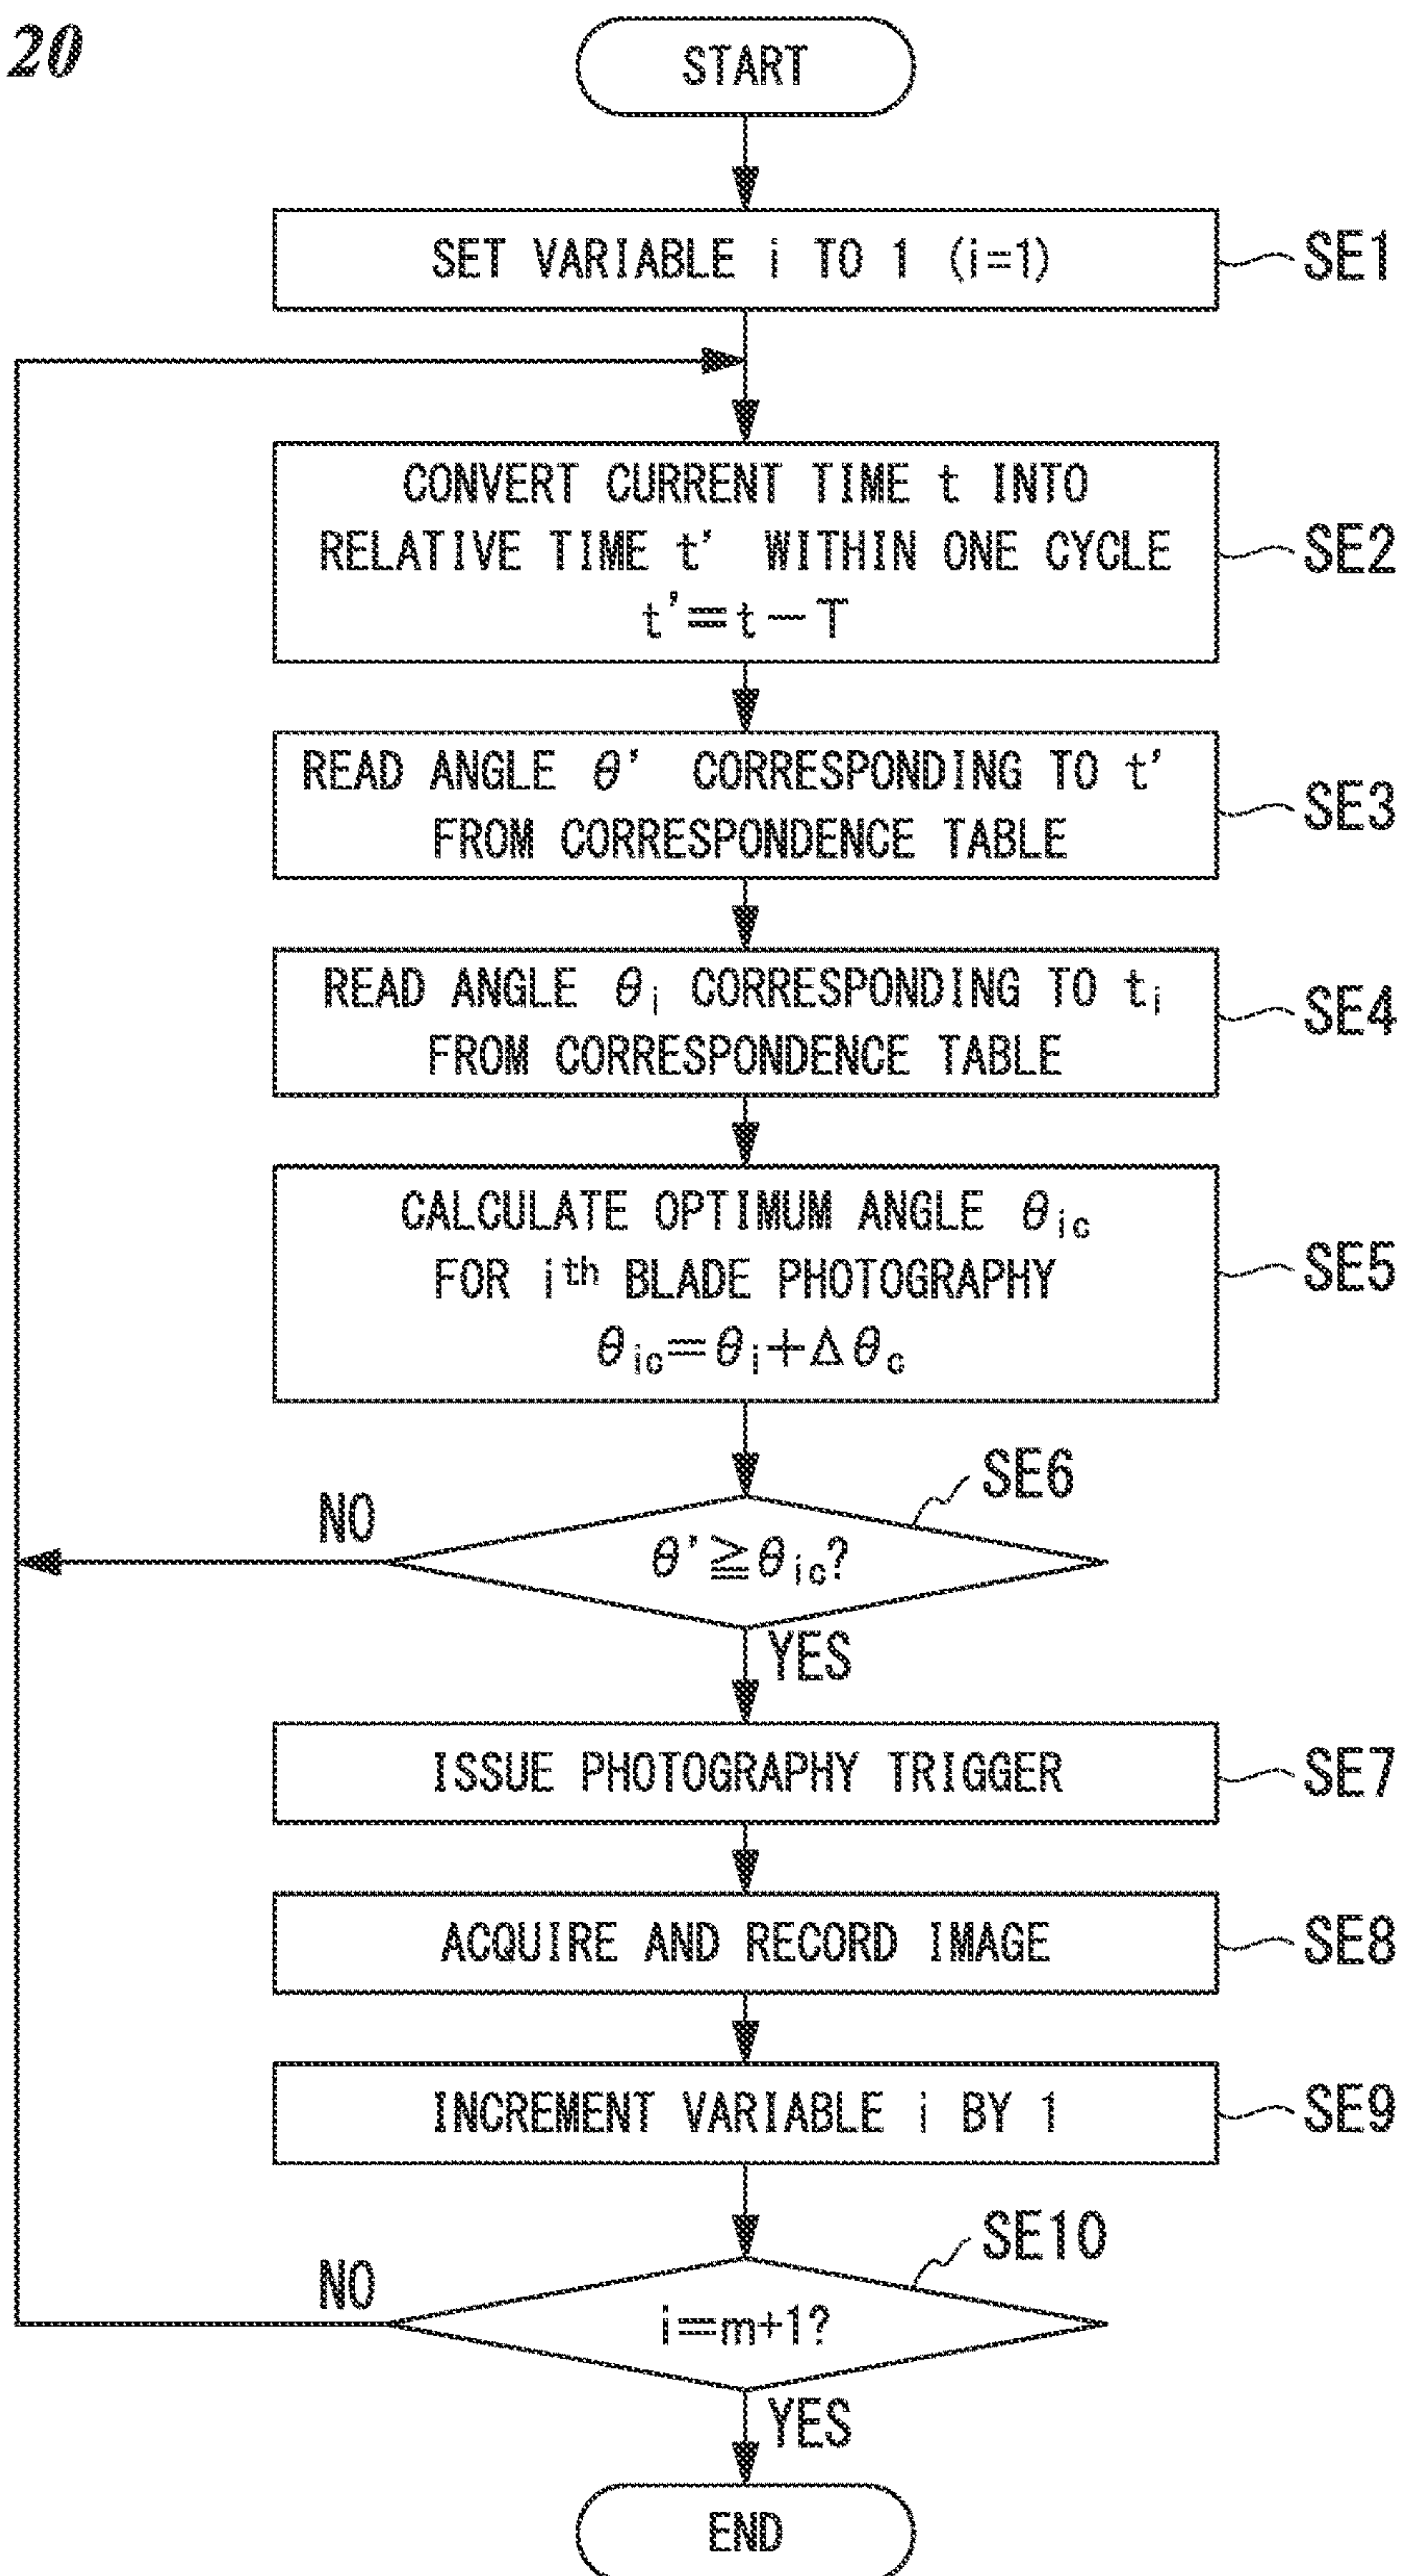 20
START
SET VARIABLE i TO 1 (i=1)
SE1
CONVERT CURRENT TIME t INTO
RELATIVE TIME t' WITHIN ONE CYCLE
t'=t−T
SE2
READ ANGLE θ' CORRESPONDING TO t'
FROM CORRESPONDENCE TABLE
SE3
READ ANGLE θi CORRESPONDING TO ti
FROM CORRESPONDENCE TABLE
SE4
CALCULATE OPTIMUM ANGLE θic
FOR ith BLADE PHOTOGRAPHY
θic=θi+Δθc
SE5
SE6
NO
θ'≧θic?
YES
ISSUE PHOTOGRAPHY TRIGGER
SE7
ACQUIRE AND RECORD IMAGE
SE8
INCREMENT VARIABLE i BY 1
SE9
SE10
NO
i=m+1?
YES
END